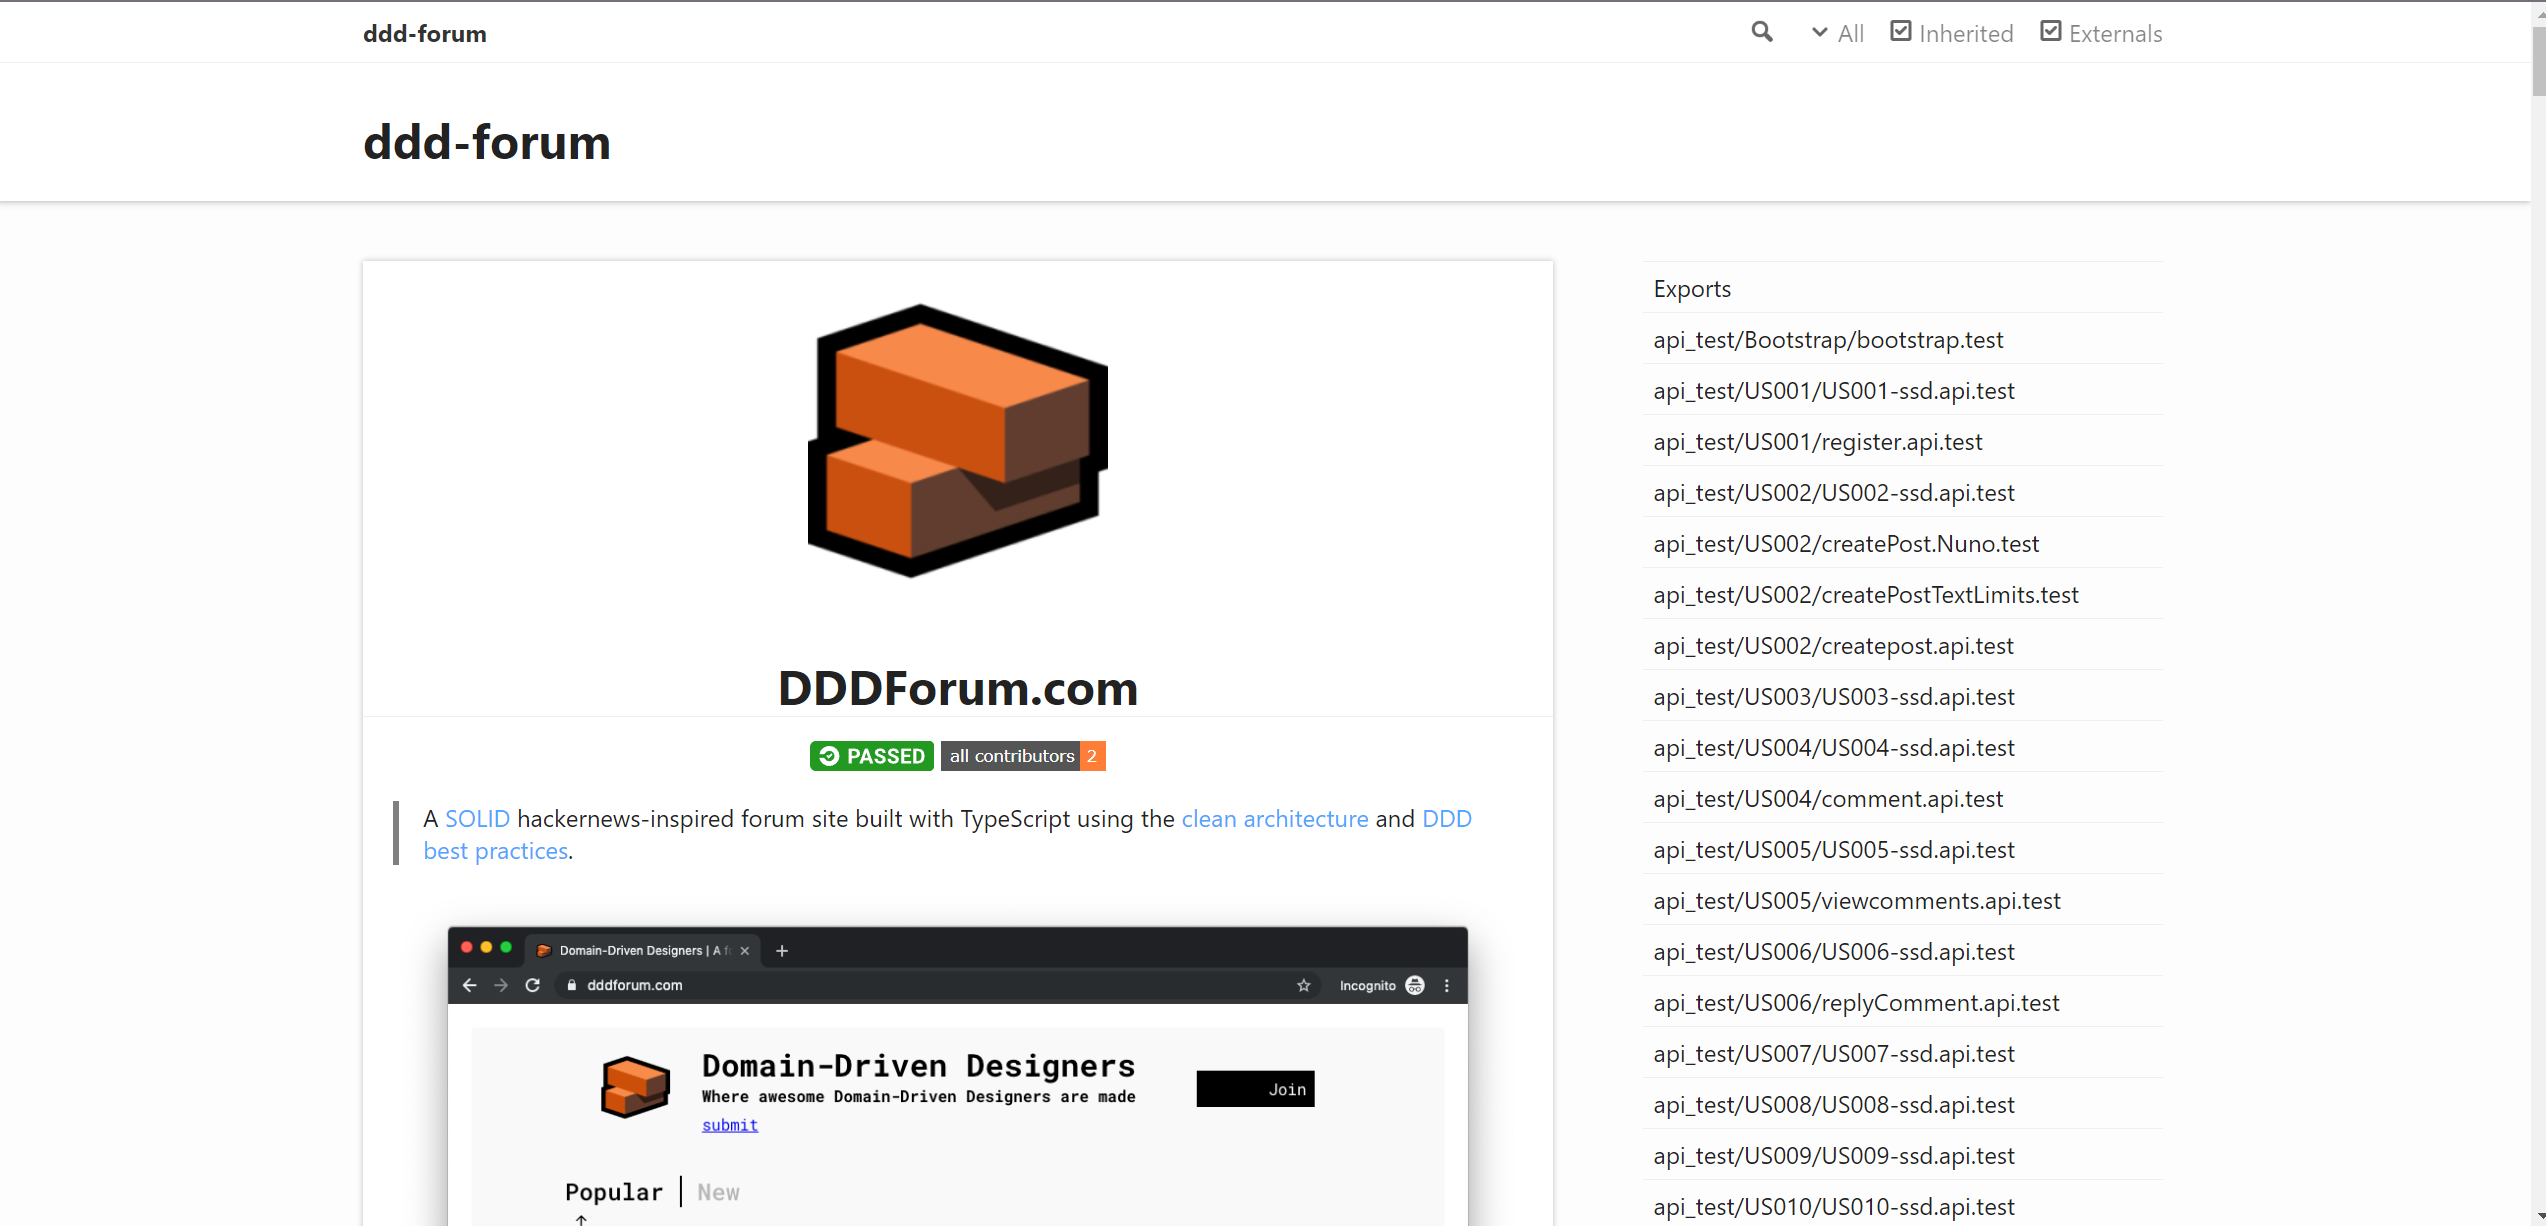 ddd-forum
All
Inherited
Externals
ddd-forum
DDDForum.com
PASSED
all contributors 2
A SOLID hackernews-inspired forum site built with TypeScript using the clean architecture and DDD
best practices.
Domain-Driven Designers | A f
dddforum.com
Incognito
Domain-Driven Designers
Where awesome Domain-Driven Designers are made
submit
Join
Popular
New
Exports
api_test/Bootstrap/bootstrap.test
api_test/US001/US001-ssd.api.test
api_test/US001/register.api.test
api_test/US002/US002-ssd.api.test
api_test/US002/createPost.Nuno.test
api_test/US002/createPostTextLimits.test
api_test/US002/createpost.api.test
api_test/US003/US003-ssd.api.test
api_test/US004/US004-ssd.api.test
api_test/US004/comment.api.test
api_test/US005/US005-ssd.api.test
api_test/US005/viewcomments.api.test
api_test/US006/US006-ssd.api.test
api_test/US006/replyComment.api.test
api_test/US007/US007-ssd.api.test
api_test/US008/US008-ssd.api.test
api_test/US009/US009-ssd.api.test
api_test/US010/US010-ssd.api.test